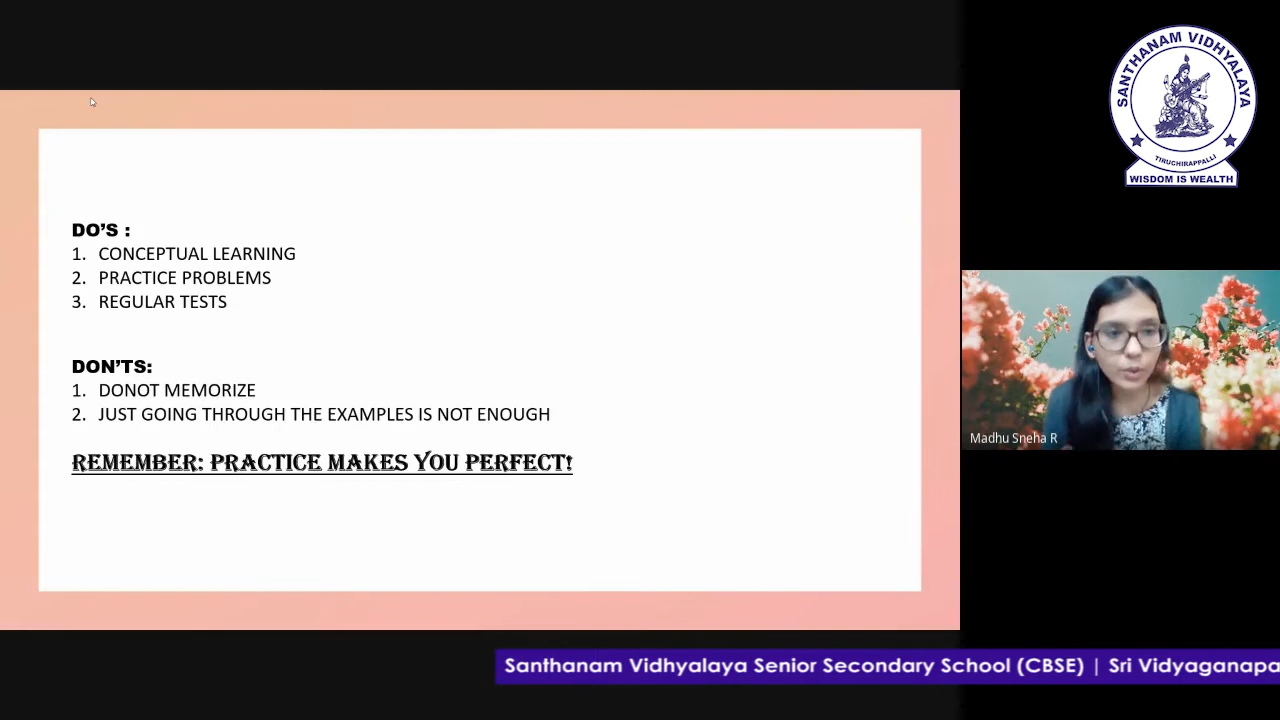 DO'S :
1. CONCEPTUAL LEARNING
2. PRACTICE PROBLEMS
3. REGULAR TESTS
DON'TS:
1. DONOT MEMORIZE
2. JUST GOING THROUGH THE EXAMPLES IS NOT ENOUGH
REMEMBER: PRACTICE MAKES YOU PERFECT!
SANTHANAM VIDHYALAYA
TIRUCHIRAPPALLI
WISDOM IS WEALTH
Madhu Sneha R
Santhanam Vidhyalaya Senior Secondary School (CBSE) | Sri Vidyaganapa